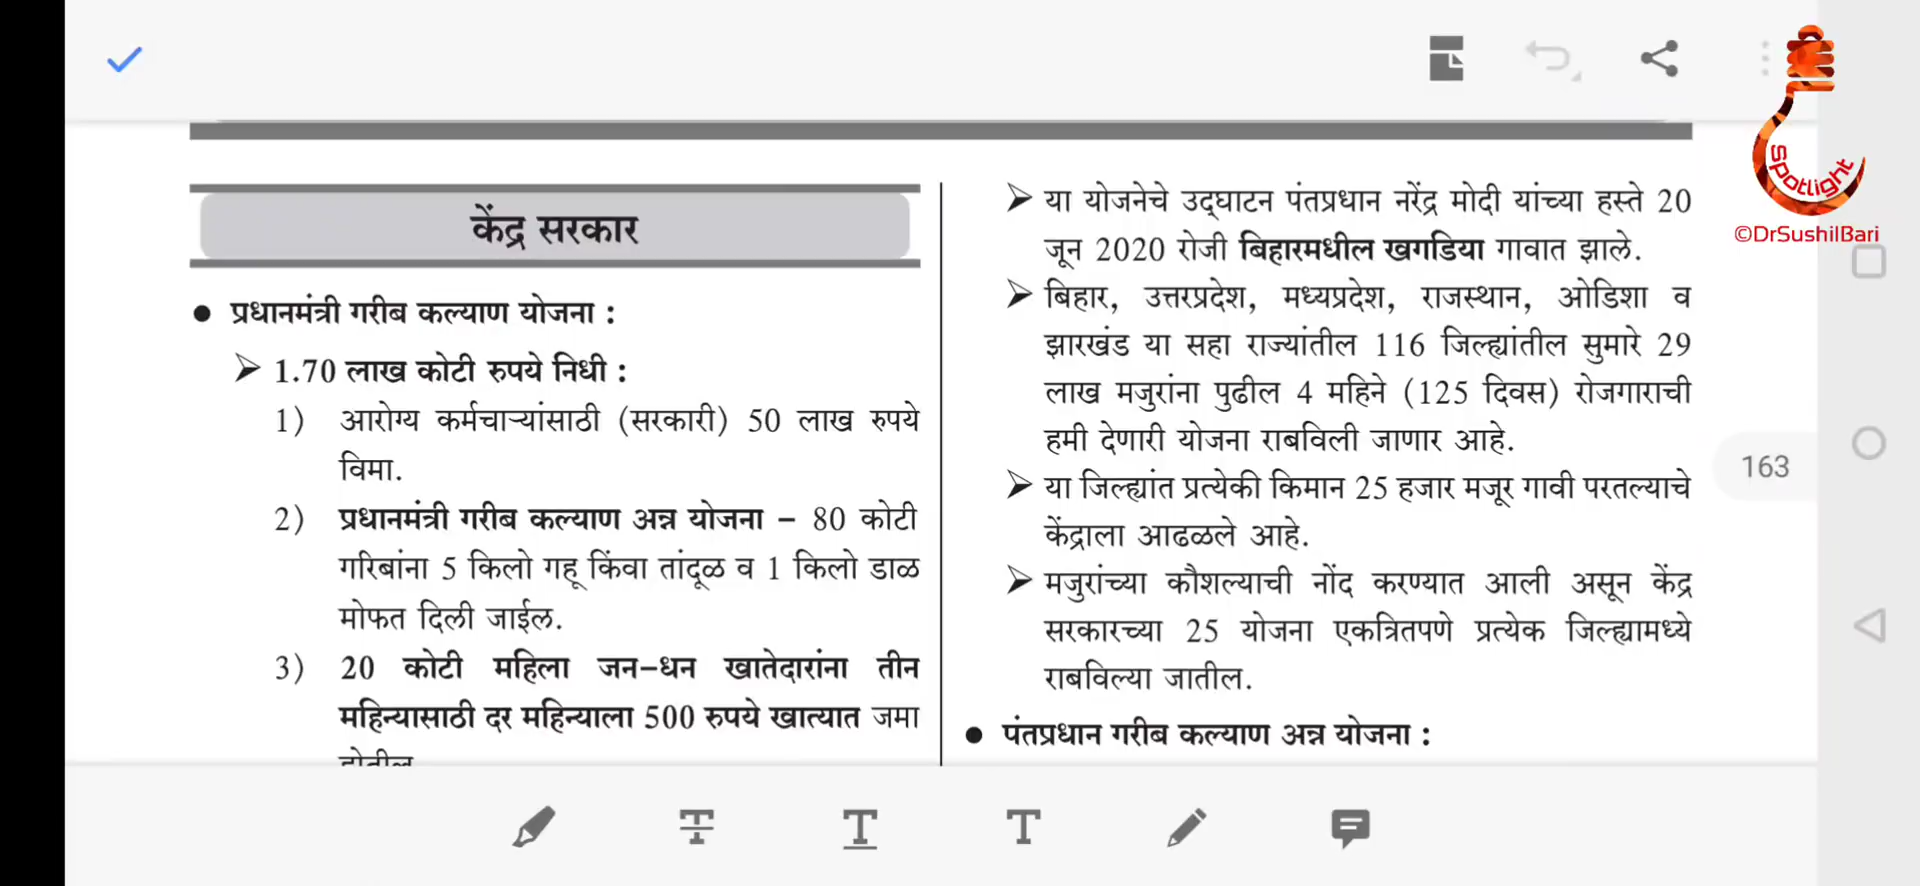 केंद्र सरकार
● प्रधानमंत्री गरीब कल्याण योजना :
➢ 1.70 लाख कोटी रुपये निधी :
1) आरोग्य कर्मचाऱ्यांसाठी (सरकारी) 50 लाख रुपये
विमा.
2) प्रधानमंत्री गरीब कल्याण अन्न योजना – 80 कोटी
गरिबांना 5 किलो गहू किंवा तांदूळ व 1 किलो डाळ
मोफत दिली जाईल.
3) 20 कोटी महिला जन-धन खातेदारांना तीन
महिन्यासाठी दर महिन्याला 500 रुपये खात्यात जमा
होतील
➢ या योजनेचे उद्घाटन पंतप्रधान नरेंद्र मोदी यांच्या हस्ते 20
जून 2020 रोजी बिहारमधील खगडिया गावात झाले.
➢ बिहार, उत्तरप्रदेश, मध्यप्रदेश, राजस्थान, ओडिशा व
झारखंड या सहा राज्यांतील 116 जिल्ह्यांतील सुमारे 29
लाख मजुरांना पुढील 4 महिने (125 दिवस) रोजगाराची
हमी देणारी योजना राबविली जाणार आहे.
➢ या जिल्ह्यांत प्रत्येकी किमान 25 हजार मजूर गावी परतल्याचे
केंद्राला आढळले आहे.
➢ मजुरांच्या कौशल्याची नोंद करण्यात आली असून केंद्र
सरकारच्या 25 योजना एकत्रितपणे प्रत्येक जिल्ह्यामध्ये
राबविल्या जातील.
● पंतप्रधान गरीब कल्याण अन्न योजना :
163
Spotlight
©DrSushilBari